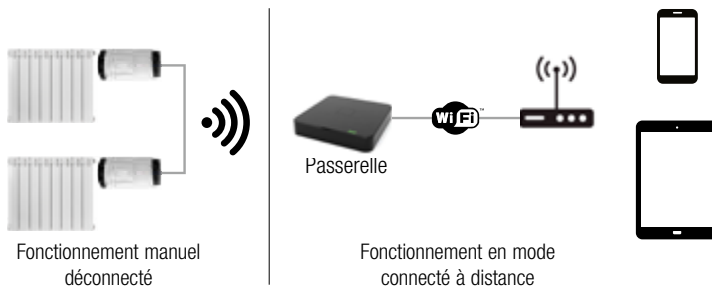 WiFi
Passerelle
Fonctionnement manuel
déconnecté
Fonctionnement en mode
connecté à distance